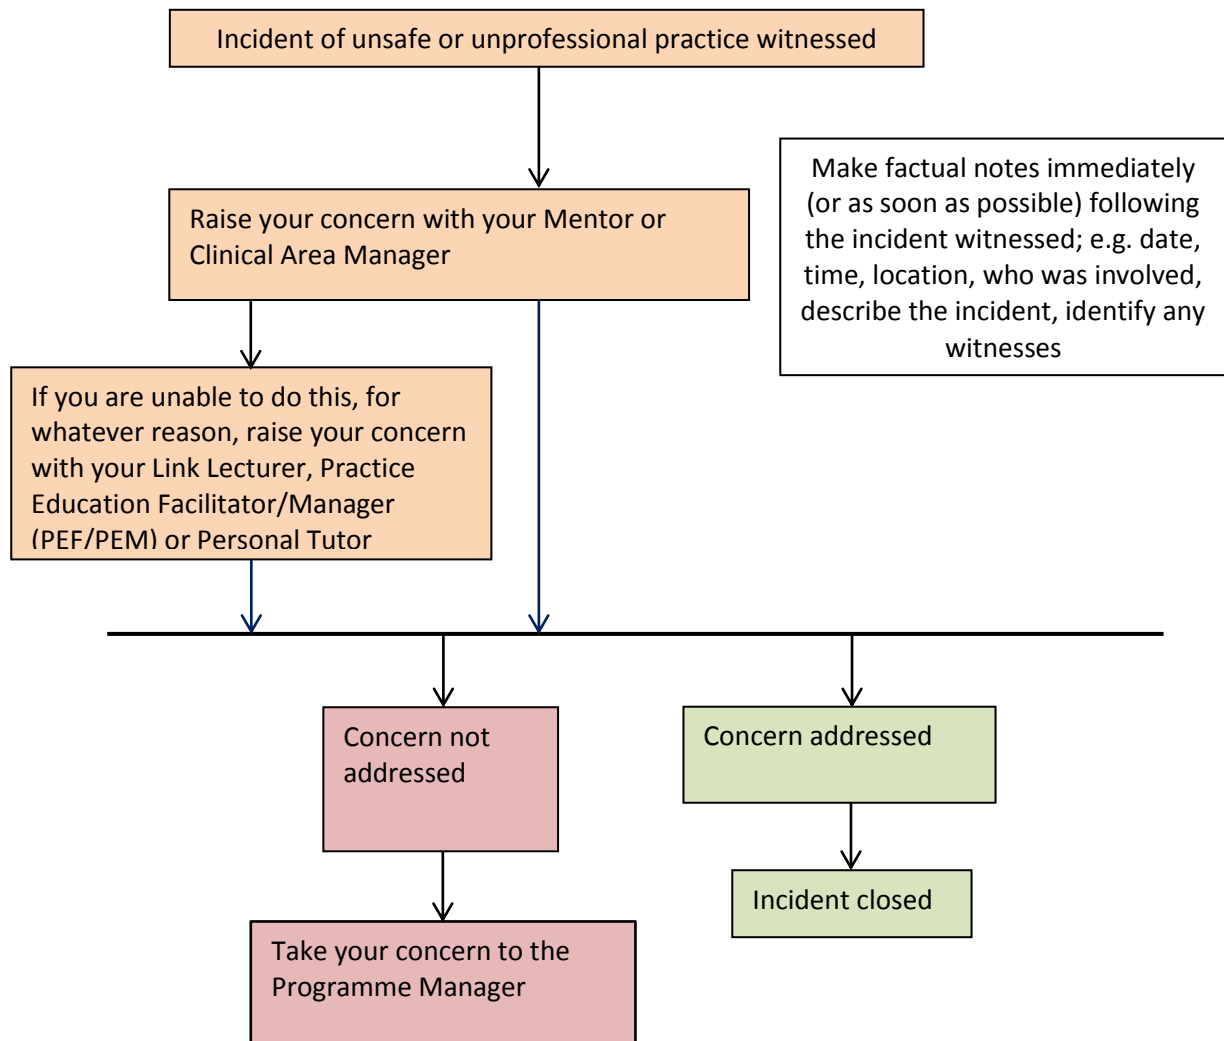 Incident of unsafe or unprofessional practice witnessed
Make factual notes immediately
(or as soon as possible) following
the incident witnessed; e.g. date,
time, location, who was involved,
describe the incident, identify any
witnesses
Raise your concern with your Mentor or
Clinical Area Manager
If you are unable to do this, for
whatever reason, raise your concern
with your Link Lecturer, Practice
Education Facilitator/Manager
(PEF/PEM) or Personal Tutor
Concern not
addressed
Concern addressed
Incident closed
Take your concern to the
Programme Manager